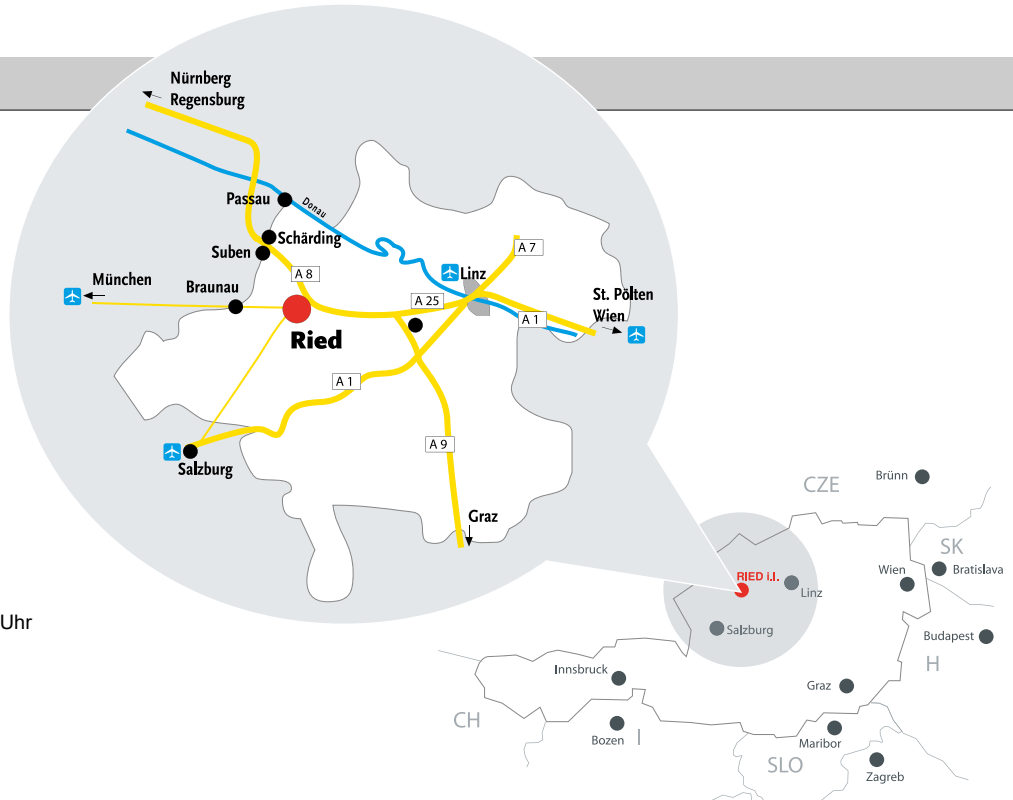 Nürnberg
Regensburg
Passau
Donau
Schärding
Suben
A 7
A 8
Linz
München
Braunau
A 25
St. Pölten
Wien
A 1
Ried
A 1
A 9
Salzburg
Graz
Brünn
CZE
SK
RIED i.I.
Wien
Bratislava
Linz
Uhr
Salzburg
Budapest
H
Innsbruck
Graz
CH
Bozen
I
Maribor
SLO
Zagreb